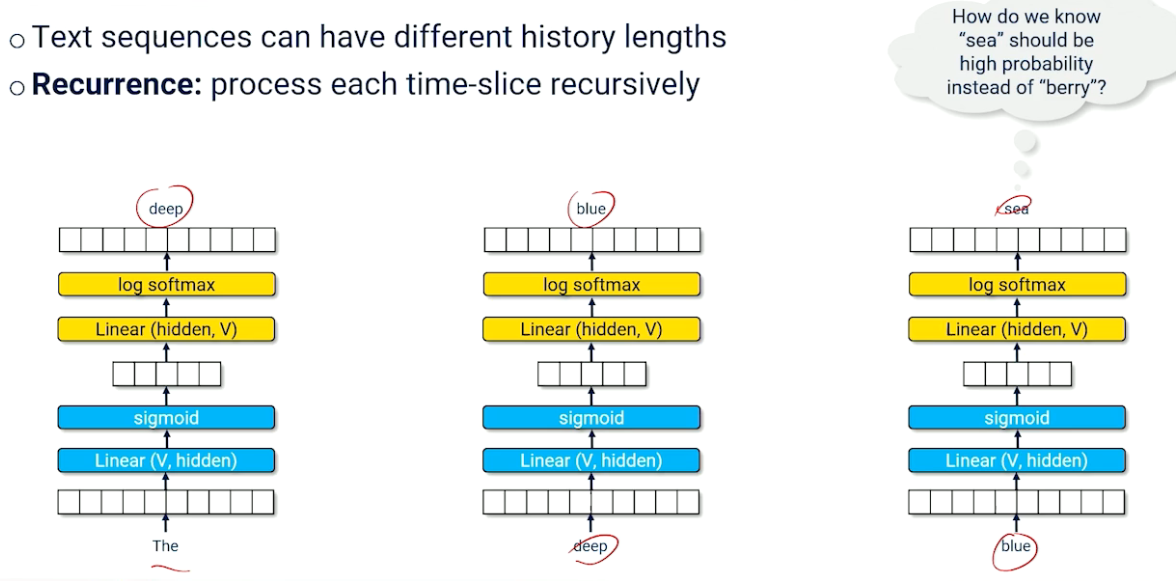 ○ Text sequences can have different history lengths
○ Recurrence: process each time-slice recursively
How do we know
“sea” should be
high probability
instead of “berry”?
deep
log softmax
Linear (hidden, V)
sigmoid
Linear (V, hidden)
The
blue
log softmax
Linear (hidden, V)
sigmoid
Linear (V, hidden)
deep
sea
log softmax
Linear (hidden, V)
sigmoid
Linear (V, hidden)
blue